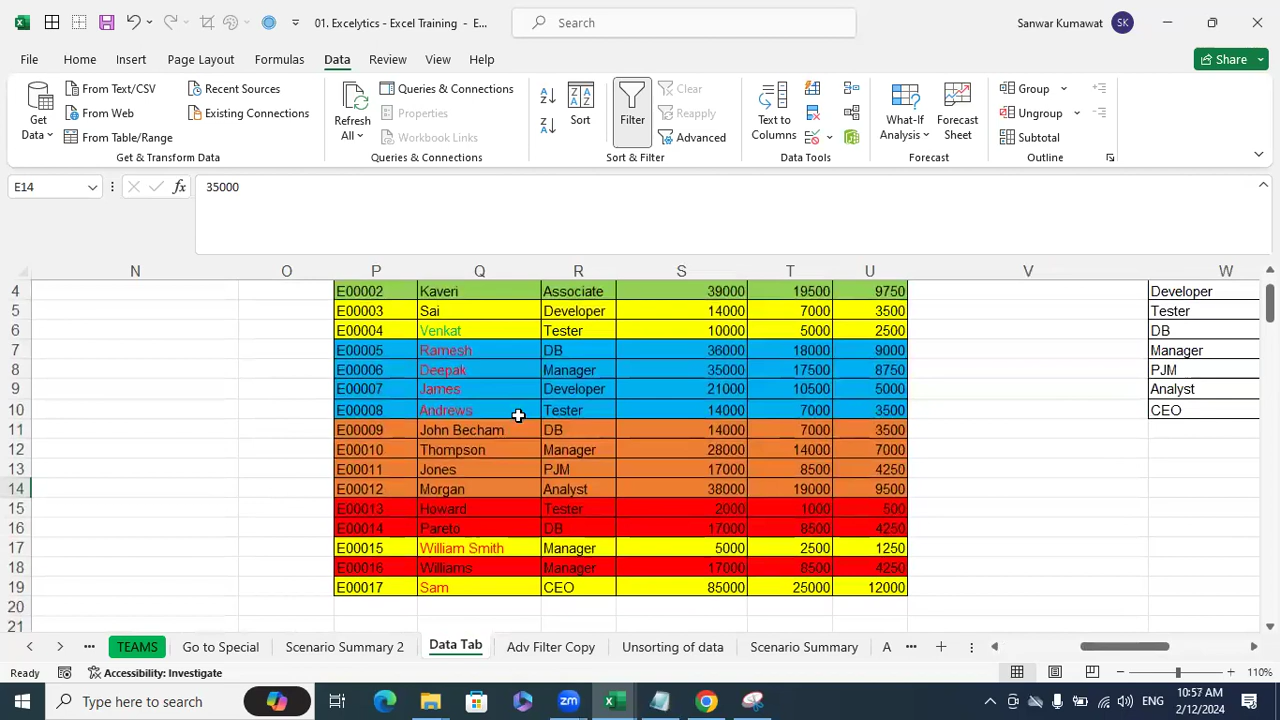 01. Excelytics - Excel Training - E...
Search
Sanwar Kumawat
SK
File Home Insert Page Layout Formulas Data Review View Help
Share
Get Data
From Text/CSV
From Web
From Table/Range
Recent Sources
Existing Connections
Get & Transform Data
Refresh All
Queries & Connections
Properties
Workbook Links
Queries & Connections
Sort
Filter
Clear
Reapply
Advanced
Sort & Filter
Text to Columns
Data Tools
What-If Analysis
Forecast Sheet
Forecast
Group
Ungroup
Subtotal
Outline
E14
fx
35000
N O P Q R S T U V W
4 E00002 Kaveri Associate 39000 19500 9750 Developer
5 E00003 Sai Developer 14000 7000 3500 Tester
6 E00004 Venkat Tester 10000 5000 2500 DB
7 E00005 Ramesh DB 36000 18000 9000 Manager
8 E00006 Deepak Manager 35000 17500 8750 PJM
9 E00007 James Developer 21000 10500 5000 Analyst
10 E00008 Andrews Tester 14000 7000 3500 CEO
11 E00009 John Becham DB 14000 7000 3500
12 E00010 Thompson Manager 28000 14000 7000
13 E00011 Jones PJM 17000 8500 4250
14 E00012 Morgan Analyst 38000 19000 9500
15 E00013 Howard Tester 2000 1000 500
16 E00014 Pareto DB 17000 8500 4250
17 E00015 William Smith Manager 5000 2500 1250
18 E00016 Williams Manager 17000 8500 4250
19 E00017 Sam CEO 85000 25000 12000
20
21
TEAMS Go to Special Scenario Summary 2 Data Tab Adv Filter Copy Unsorting of data Scenario Summary A
Ready
Accessibility: Investigate
110%
Type here to search
zm
ENG
10:57 AM
2/12/2024